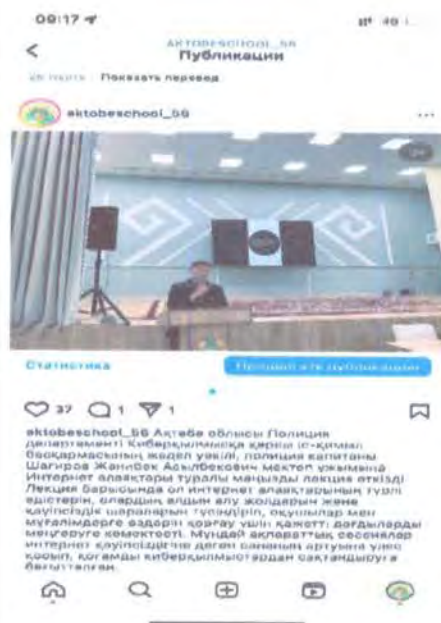 09:17
4G
AKTOBESCHOOL_56
Публикации
Показать перевод
aktobeschool_56
Статистика
37 1 1
aktobeschool_56 Ақтөбе облысы Полиция
департаменті Киберқылмысқа қарсы іс-қимыл
басқармасының жедел уәкілі, полиция капитаны
Шагиров Жанибек Асылбекович мектеп ұжымына
Интернет алаяқтары туралы маңызды лекция өткізді
Лекция барысында ол интернет алаяқтарының түрлі
әдістерін, олардың алдын алу жолдарын және
қауіпсіздік шараларын түсіндіріп, оқушылар мен
мұғалімдерге өздерін қорғау үшін қажетті дағдыларды
меңгеруге көмектесті. Мұндай ақпараттық сессиялар
интернет қауіпсіздігіне деген сананың артуына үлес
қосып, қоғамды киберқылмыстардан сақтандыруға
бағытталған.